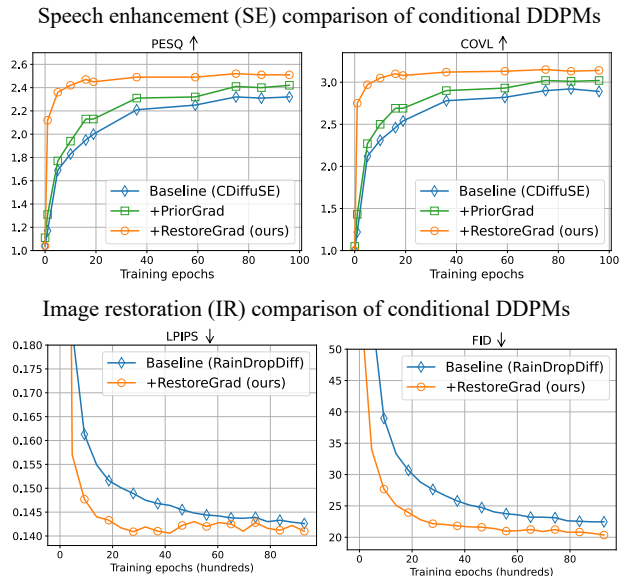 Speech enhancement (SE) comparison of conditional DDPMs
PESQ ↑
2.6
2.4
2.2
2.0
1.8
1.6
1.4
1.2
1.0
Baseline (CDiffuSE)
+PriorGrad
+RestoreGrad (ours)
0 20 40 60 80 100
Training epochs
COVL ↑
3.0
2.5
2.0
1.5
1.0
Baseline (CDiffuSE)
+PriorGrad
+RestoreGrad (ours)
0 20 40 60 80 100
Training epochs
Image restoration (IR) comparison of conditional DDPMs
LPIPS ↓
0.180
0.175
0.170
0.165
0.160
0.155
0.150
0.145
0.140
Baseline (RainDropDiff)
+RestoreGrad (ours)
0 20 40 60 80
Training epochs (hundreds)
FID ↓
50
45
40
35
30
25
20
Baseline (RainDropDiff)
+RestoreGrad (ours)
0 20 40 60 80
Training epochs (hundreds)